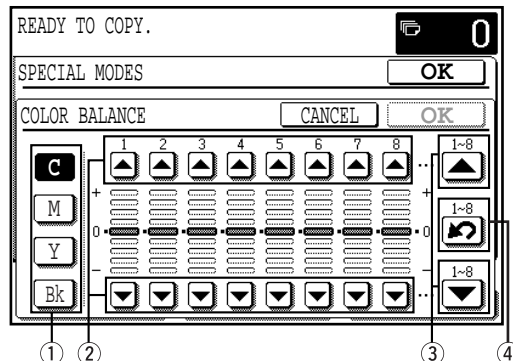 READY TO COPY. 0
SPECIAL MODES OK
COLOR BALANCE CANCEL OK
1 2 3 4 5 6 7 8 1~8
C
+ +
M 1~8
0 0
Y
- - 1~8
Bk
① ② ③ ④